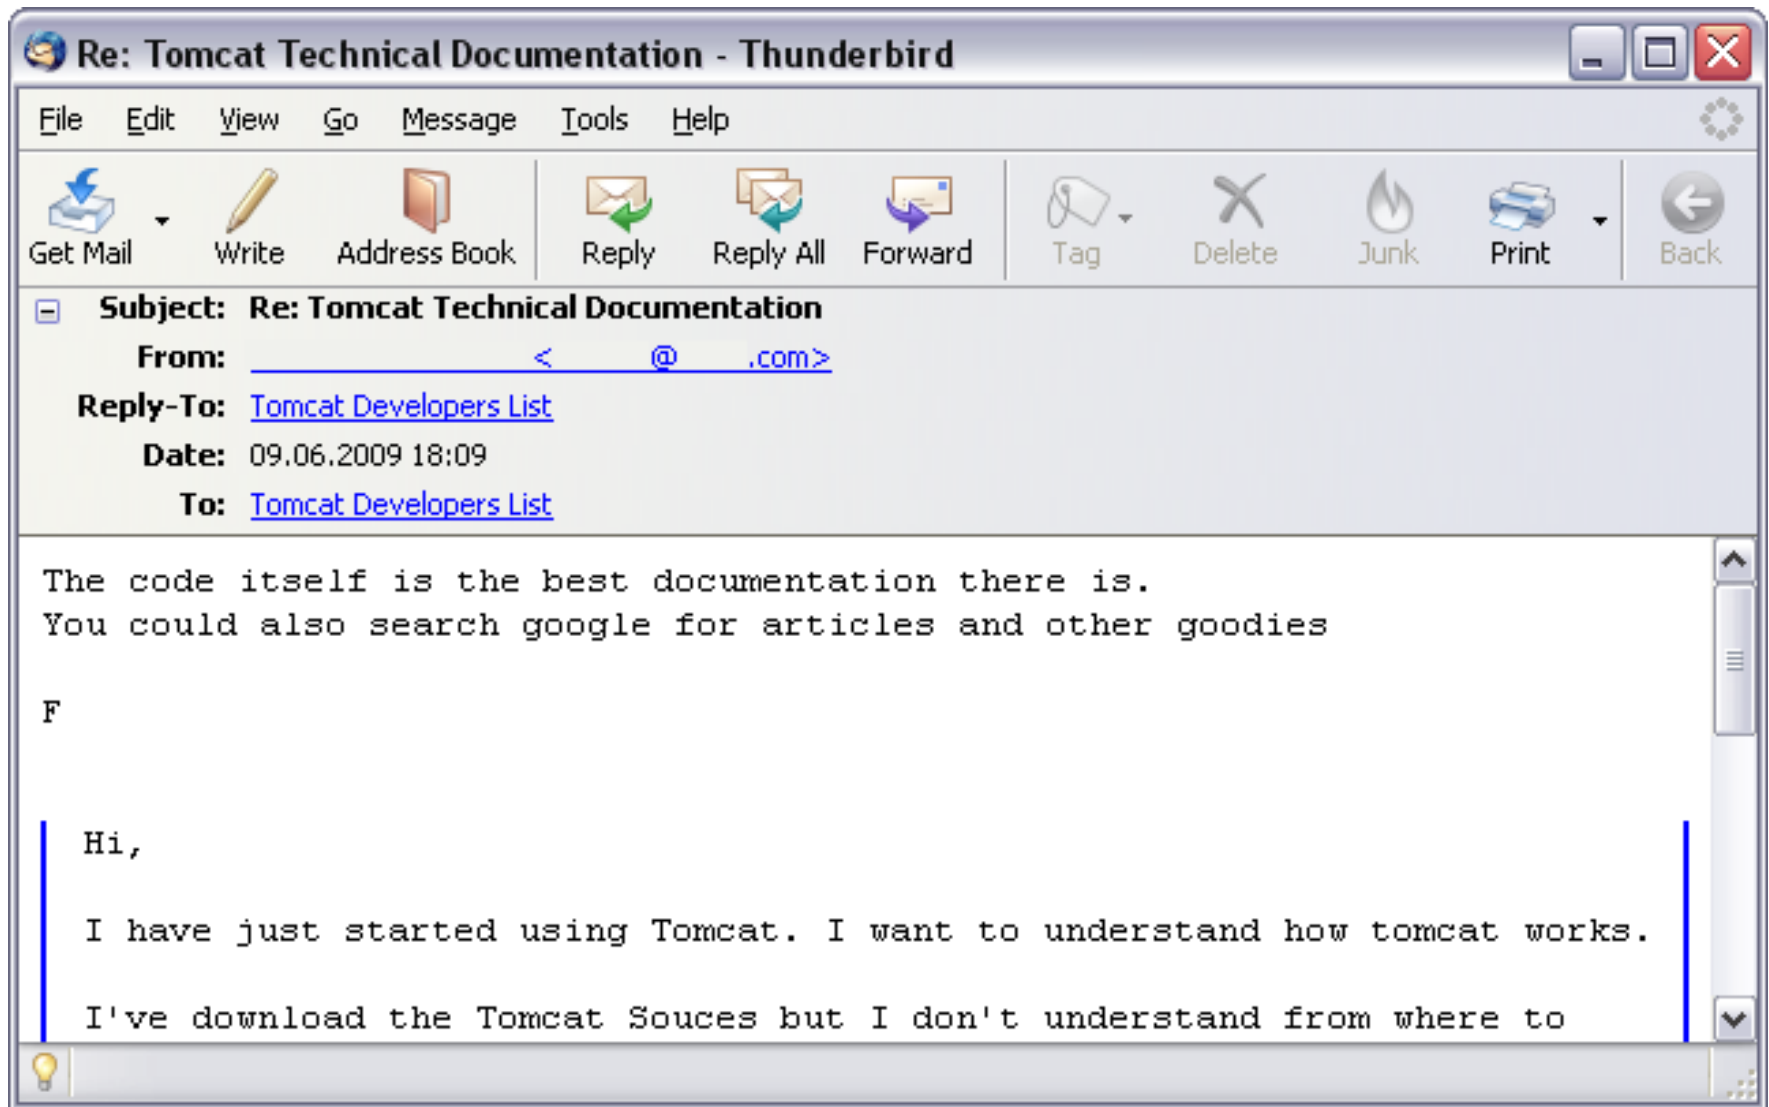 Re: Tomcat Technical Documentation - Thunderbird
File Edit View Go Message Tools Help
Get Mail Write Address Book Reply Reply All Forward Tag Delete Junk Print Back
Subject: Re: Tomcat Technical Documentation
From: < @ .com>
Reply-To: Tomcat Developers List
Date: 09.06.2009 18:09
To: Tomcat Developers List
The code itself is the best documentation there is.
You could also search google for articles and other goodies
F
Hi,
I have just started using Tomcat. I want to understand how tomcat works.
I've download the Tomcat Souces but I don't understand from where to